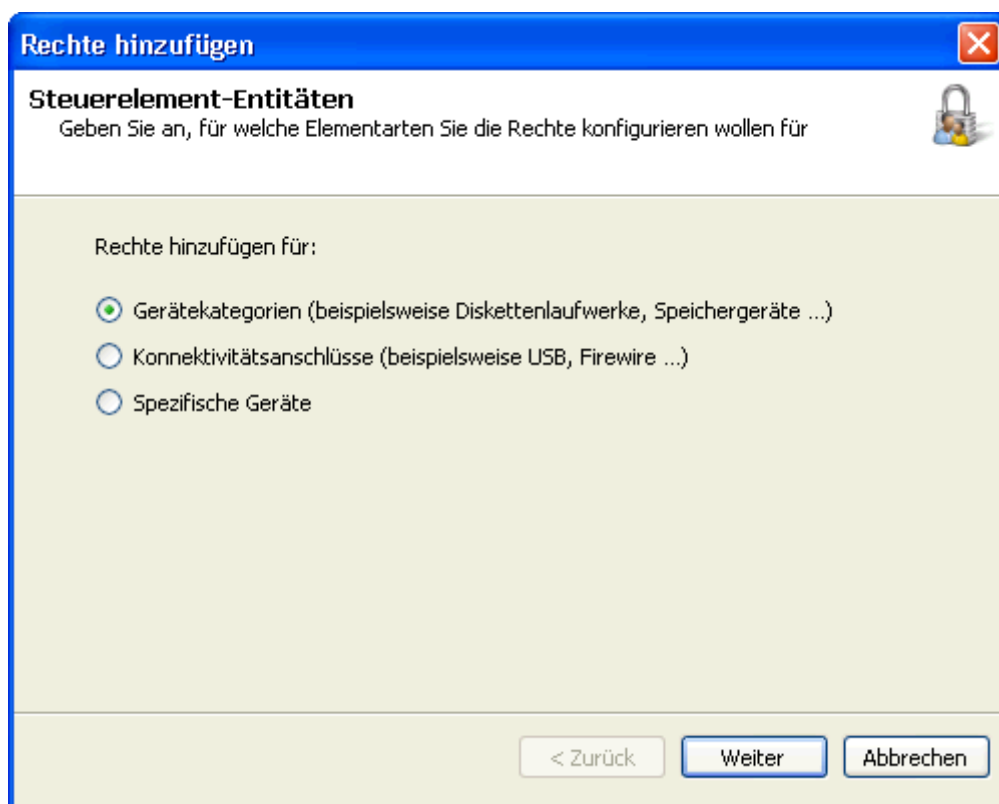 Rechte hinzufügen
Steuerelement-Entitäten
Geben Sie an, für welche Elementarten Sie die Rechte konfigurieren wollen für
Rechte hinzufügen für:
Gerätekategorien (beispielsweise Diskettenlaufwerke, Speichergeräte ...)
Konnektivitätsanschlüsse (beispielsweise USB, Firewire ...)
Spezifische Geräte
< Zurück
Weiter
Abbrechen